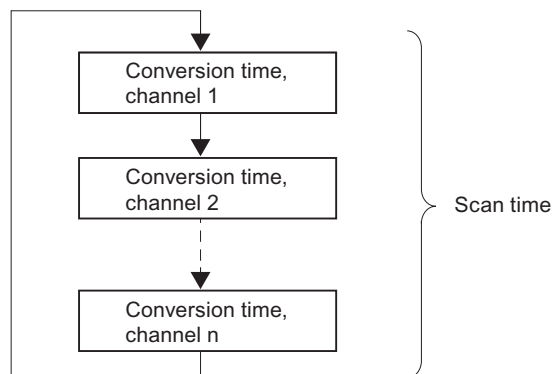 Conversion time,
channel 1
Conversion time,
channel 2
Scan time
Conversion time,
channel n